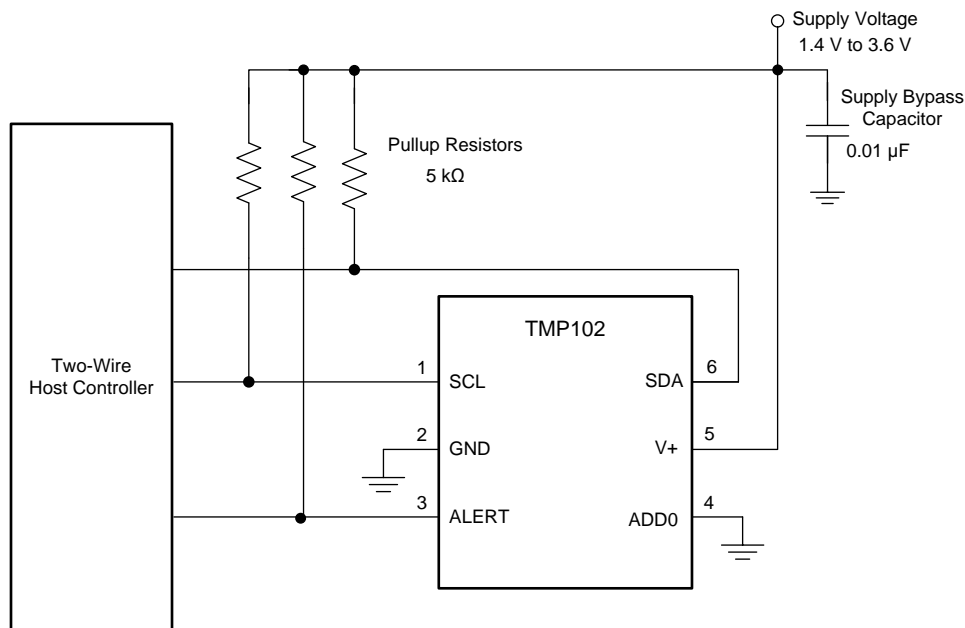 Supply Voltage
1.4 V to 3.6 V
Supply Bypass
Capacitor
0.01 µF
Pullup Resistors
5 kΩ
Two-Wire
Host Controller
TMP102
1
SCL
SDA
6
2
GND
V+
5
3
ALERT
ADD0
4